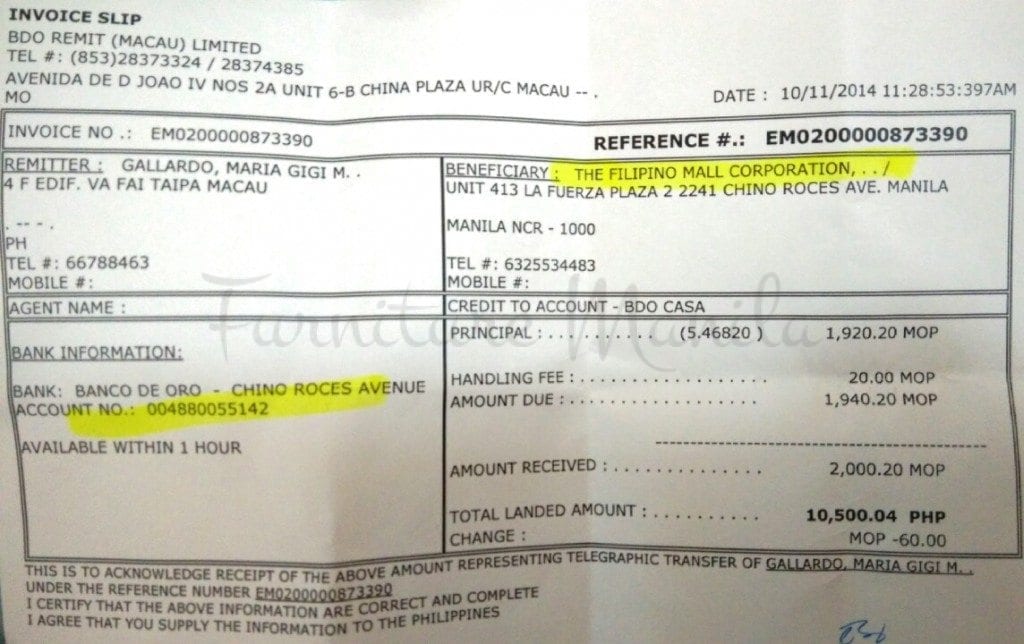 INVOICE SLIP
BDO REMIT (MACAU) LIMITED
TEL #: (853)28373324 / 28374385
AVENIDA DE D JOAO IV NOS 2A UNIT 6-B CHINA PLAZA UR/C MACAU -- .
MO
DATE : 10/11/2014 11:28:53:397AM
INVOICE NO .: EM0200000873390
REFERENCE #.: EM0200000873390
REMITTER : GALLARDO, MARIA GIGI M. .
4 F EDIF. VA FAI TAIPA MACAU
. -- - .
PH
TEL #: 66788463
MOBILE #:
BENEFICIARY : THE FILIPINO MALL CORPORATION, . . /
UNIT 413 LA FUERZA PLAZA 2 2241 CHINO ROCES AVE. MANILA
MANILA NCR - 1000
TEL #: 6325534483
MOBILE #:
AGENT NAME :
CREDIT TO ACCOUNT - BDO CASA
BANK INFORMATION:
BANK: BANCO DE ORO - CHINO ROCES AVENUE
ACCOUNT NO.: 004880055142
AVAILABLE WITHIN 1 HOUR
PRINCIPAL : . . . . . . . . . . (5.46820 ) 1,920.20 MOP
HANDLING FEE : . . . . . . . . . . . . . . 20.00 MOP
AMOUNT DUE : . . . . . . . . . . . . . . . 1,940.20 MOP
AMOUNT RECEIVED : . . . . . . . . . . . . 2,000.20 MOP
TOTAL LANDED AMOUNT : . . . . . . . . 10,500.04 PHP
CHANGE : MOP -60.00
THIS IS TO ACKNOWLEDGE RECEIPT OF THE ABOVE AMOUNT REPRESENTING TELEGRAPHIC TRANSFER OF GALLARDO, MARIA GIGI M. .
UNDER THE REFERENCE NUMBER EM0200000873390
I CERTIFY THAT THE ABOVE INFORMATION ARE CORRECT AND COMPLETE
I AGREE THAT YOU SUPPLY THE INFORMATION TO THE PHILIPPINES
Furniture Manila